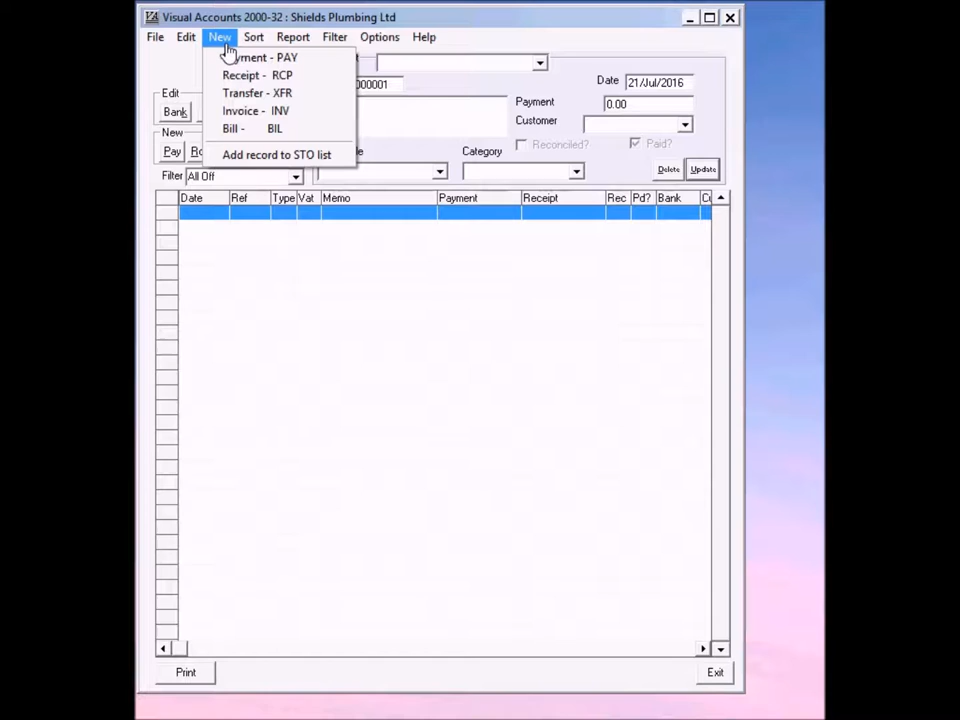 Visual Accounts 2000-32 : Shields Plumbing Ltd
File Edit New Sort Report Filter Options Help
PAY
Receipt - RCP
Transfer - XFR
Invoice - INV
Bill - BIL
Add record to STO list
000001
Date 21/Jul/2016
Edit
Bank
Payment 0.00
Customer
Reconciled?
Paid?
New
Pay
Category
Filter All Off
Delete
Update
Date Ref Type Vat Memo Payment Receipt Rec Pd? Bank
Print
Exit